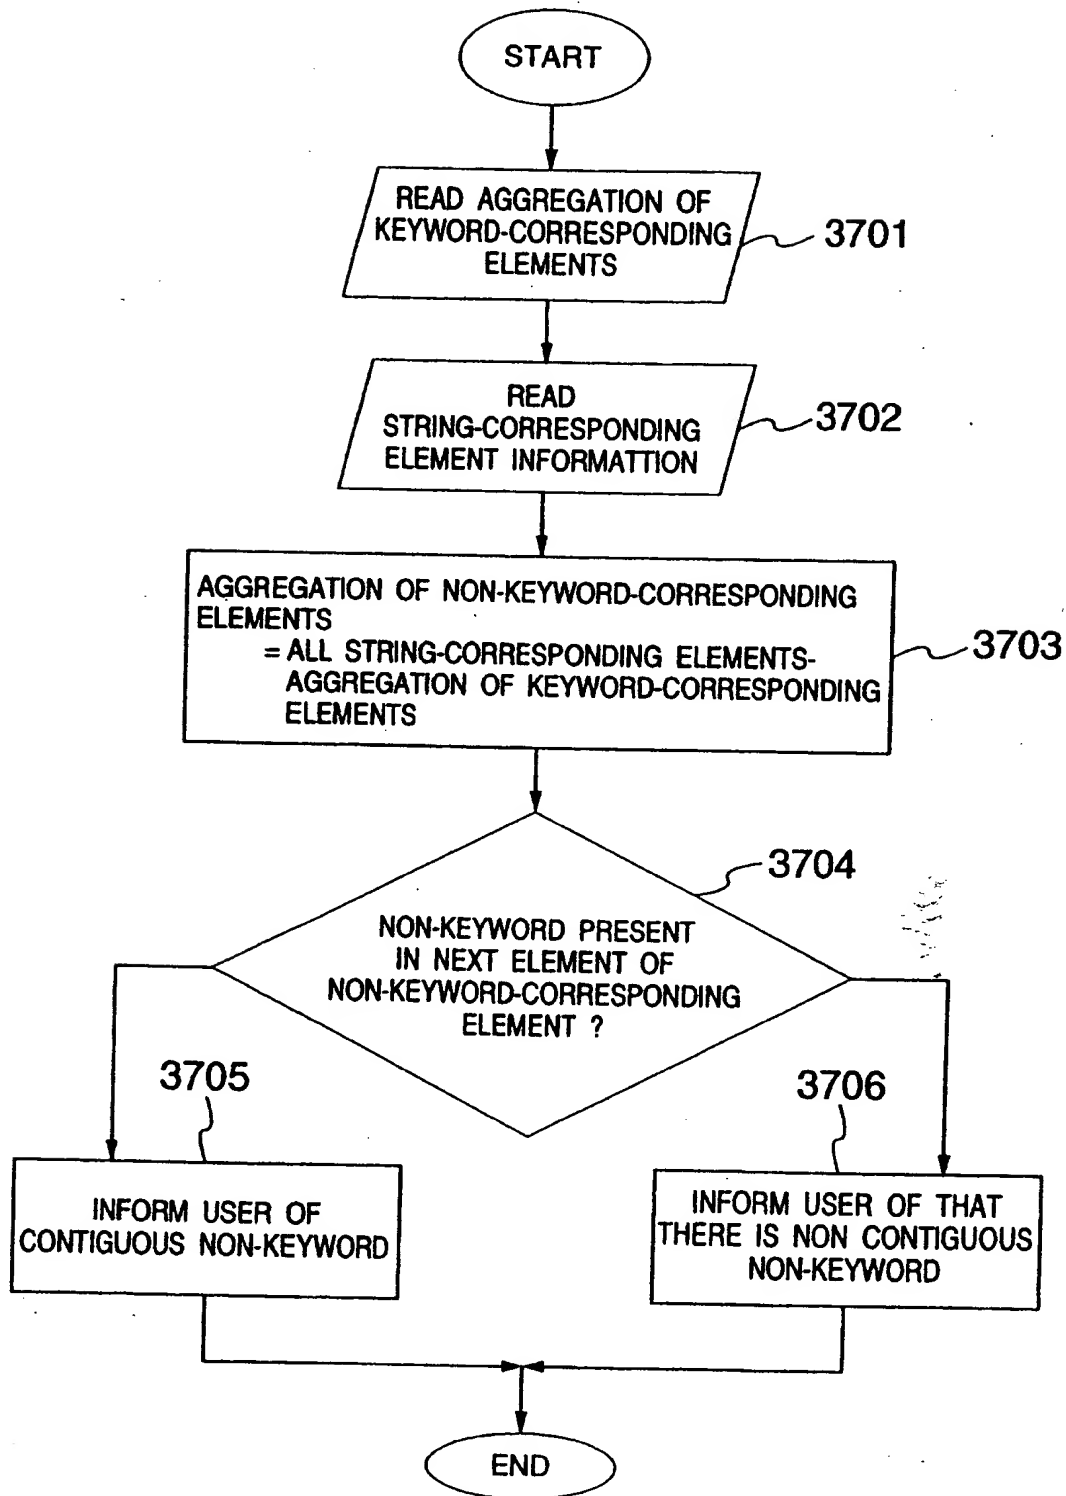 START
READ AGGREGATION OF
KEYWORD-CORRESPONDING
ELEMENTS
3701
READ
STRING-CORRESPONDING
ELEMENT INFORMATTION
3702
AGGREGATION OF NON-KEYWORD-CORRESPONDING
ELEMENTS
= ALL STRING-CORRESPONDING ELEMENTS-
AGGREGATION OF KEYWORD-CORRESPONDING
ELEMENTS
3703
3704
NON-KEYWORD PRESENT
IN NEXT ELEMENT OF
NON-KEYWORD-CORRESPONDING
ELEMENT ?
3705
3706
INFORM USER OF
CONTIGUOUS NON-KEYWORD
INFORM USER OF THAT
THERE IS NON CONTIGUOUS
NON-KEYWORD
END